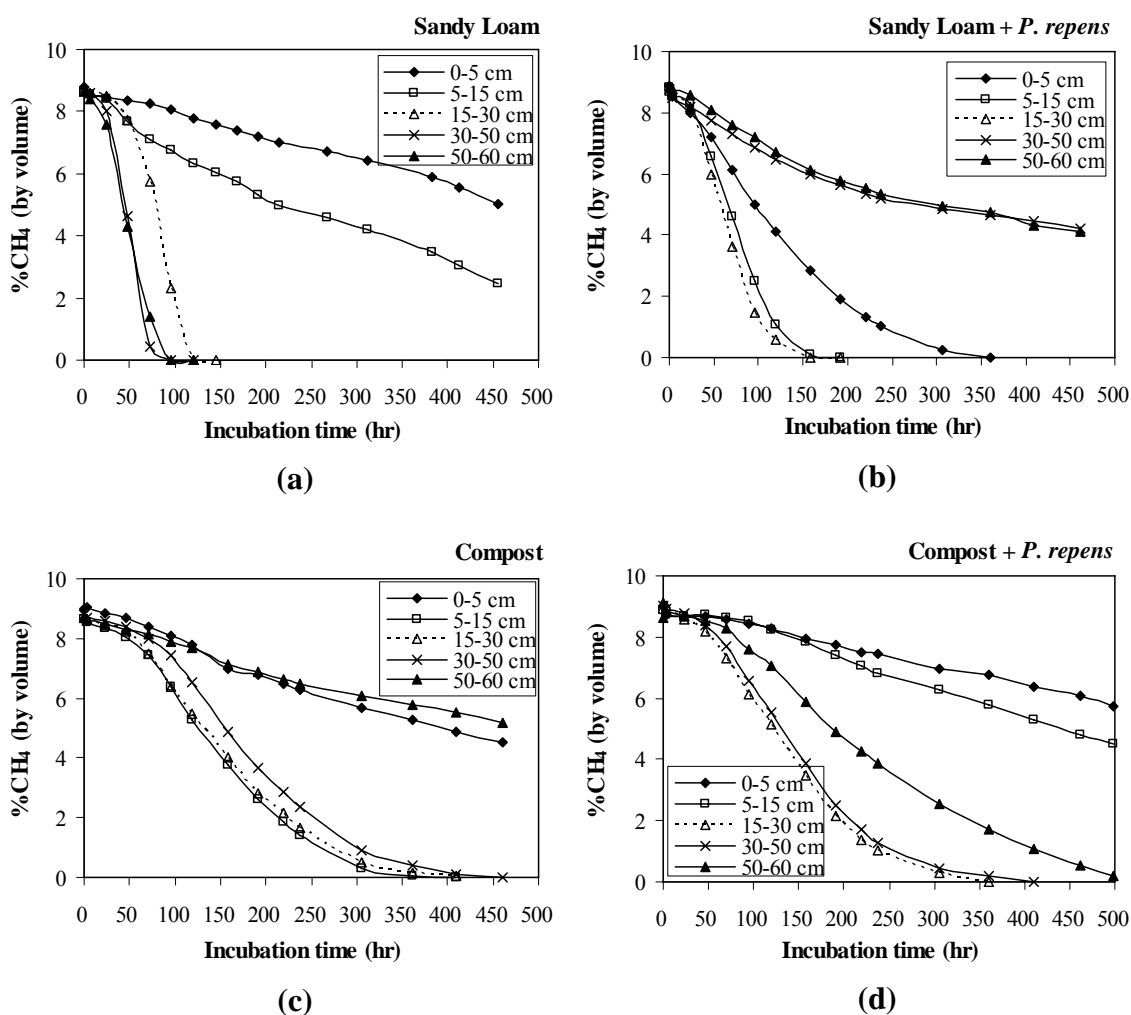 Sandy Loam
10
8
6
4
2
0
%CH4 (by volume)
0-5 cm
5-15 cm
15-30 cm
30-50 cm
50-60 cm
0 50 100 150 200 250 300 350 400 450 500
Incubation time (hr)
(a)
Sandy Loam + P. repens
10
8
6
4
2
0
%CH4 (by volume)
0-5 cm
5-15 cm
15-30 cm
30-50 cm
50-60 cm
0 50 100 150 200 250 300 350 400 450 500
Incubation time (hr)
(b)
Compost
10
8
6
4
2
0
%CH4 (by volume)
0-5 cm
5-15 cm
15-30 cm
30-50 cm
50-60 cm
0 50 100 150 200 250 300 350 400 450 500
Incubation time (hr)
(c)
Compost + P. repens
10
8
6
4
2
0
%CH4 (by volume)
0-5 cm
5-15 cm
15-30 cm
30-50 cm
50-60 cm
0 50 100 150 200 250 300 350 400 450 500
Incubation time (hr)
(d)